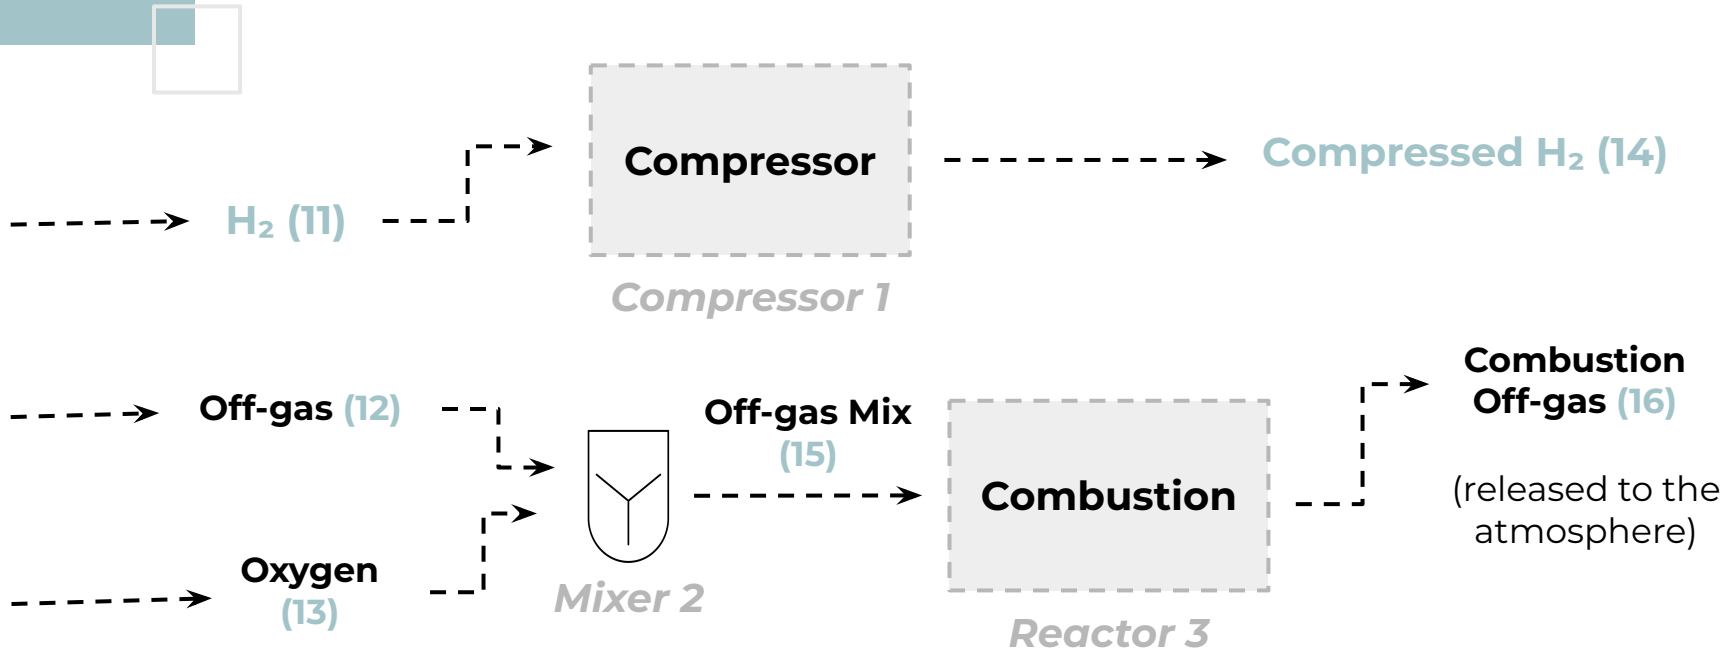 Compressor
Compressed H₂ (14)
H₂ (11)
Compressor 1
Off-gas (12)
Off-gas Mix
(15)
Combustion
Off-gas (16)
Combustion
(released to the
atmosphere)
Oxygen
(13)
Mixer 2
Reactor 3